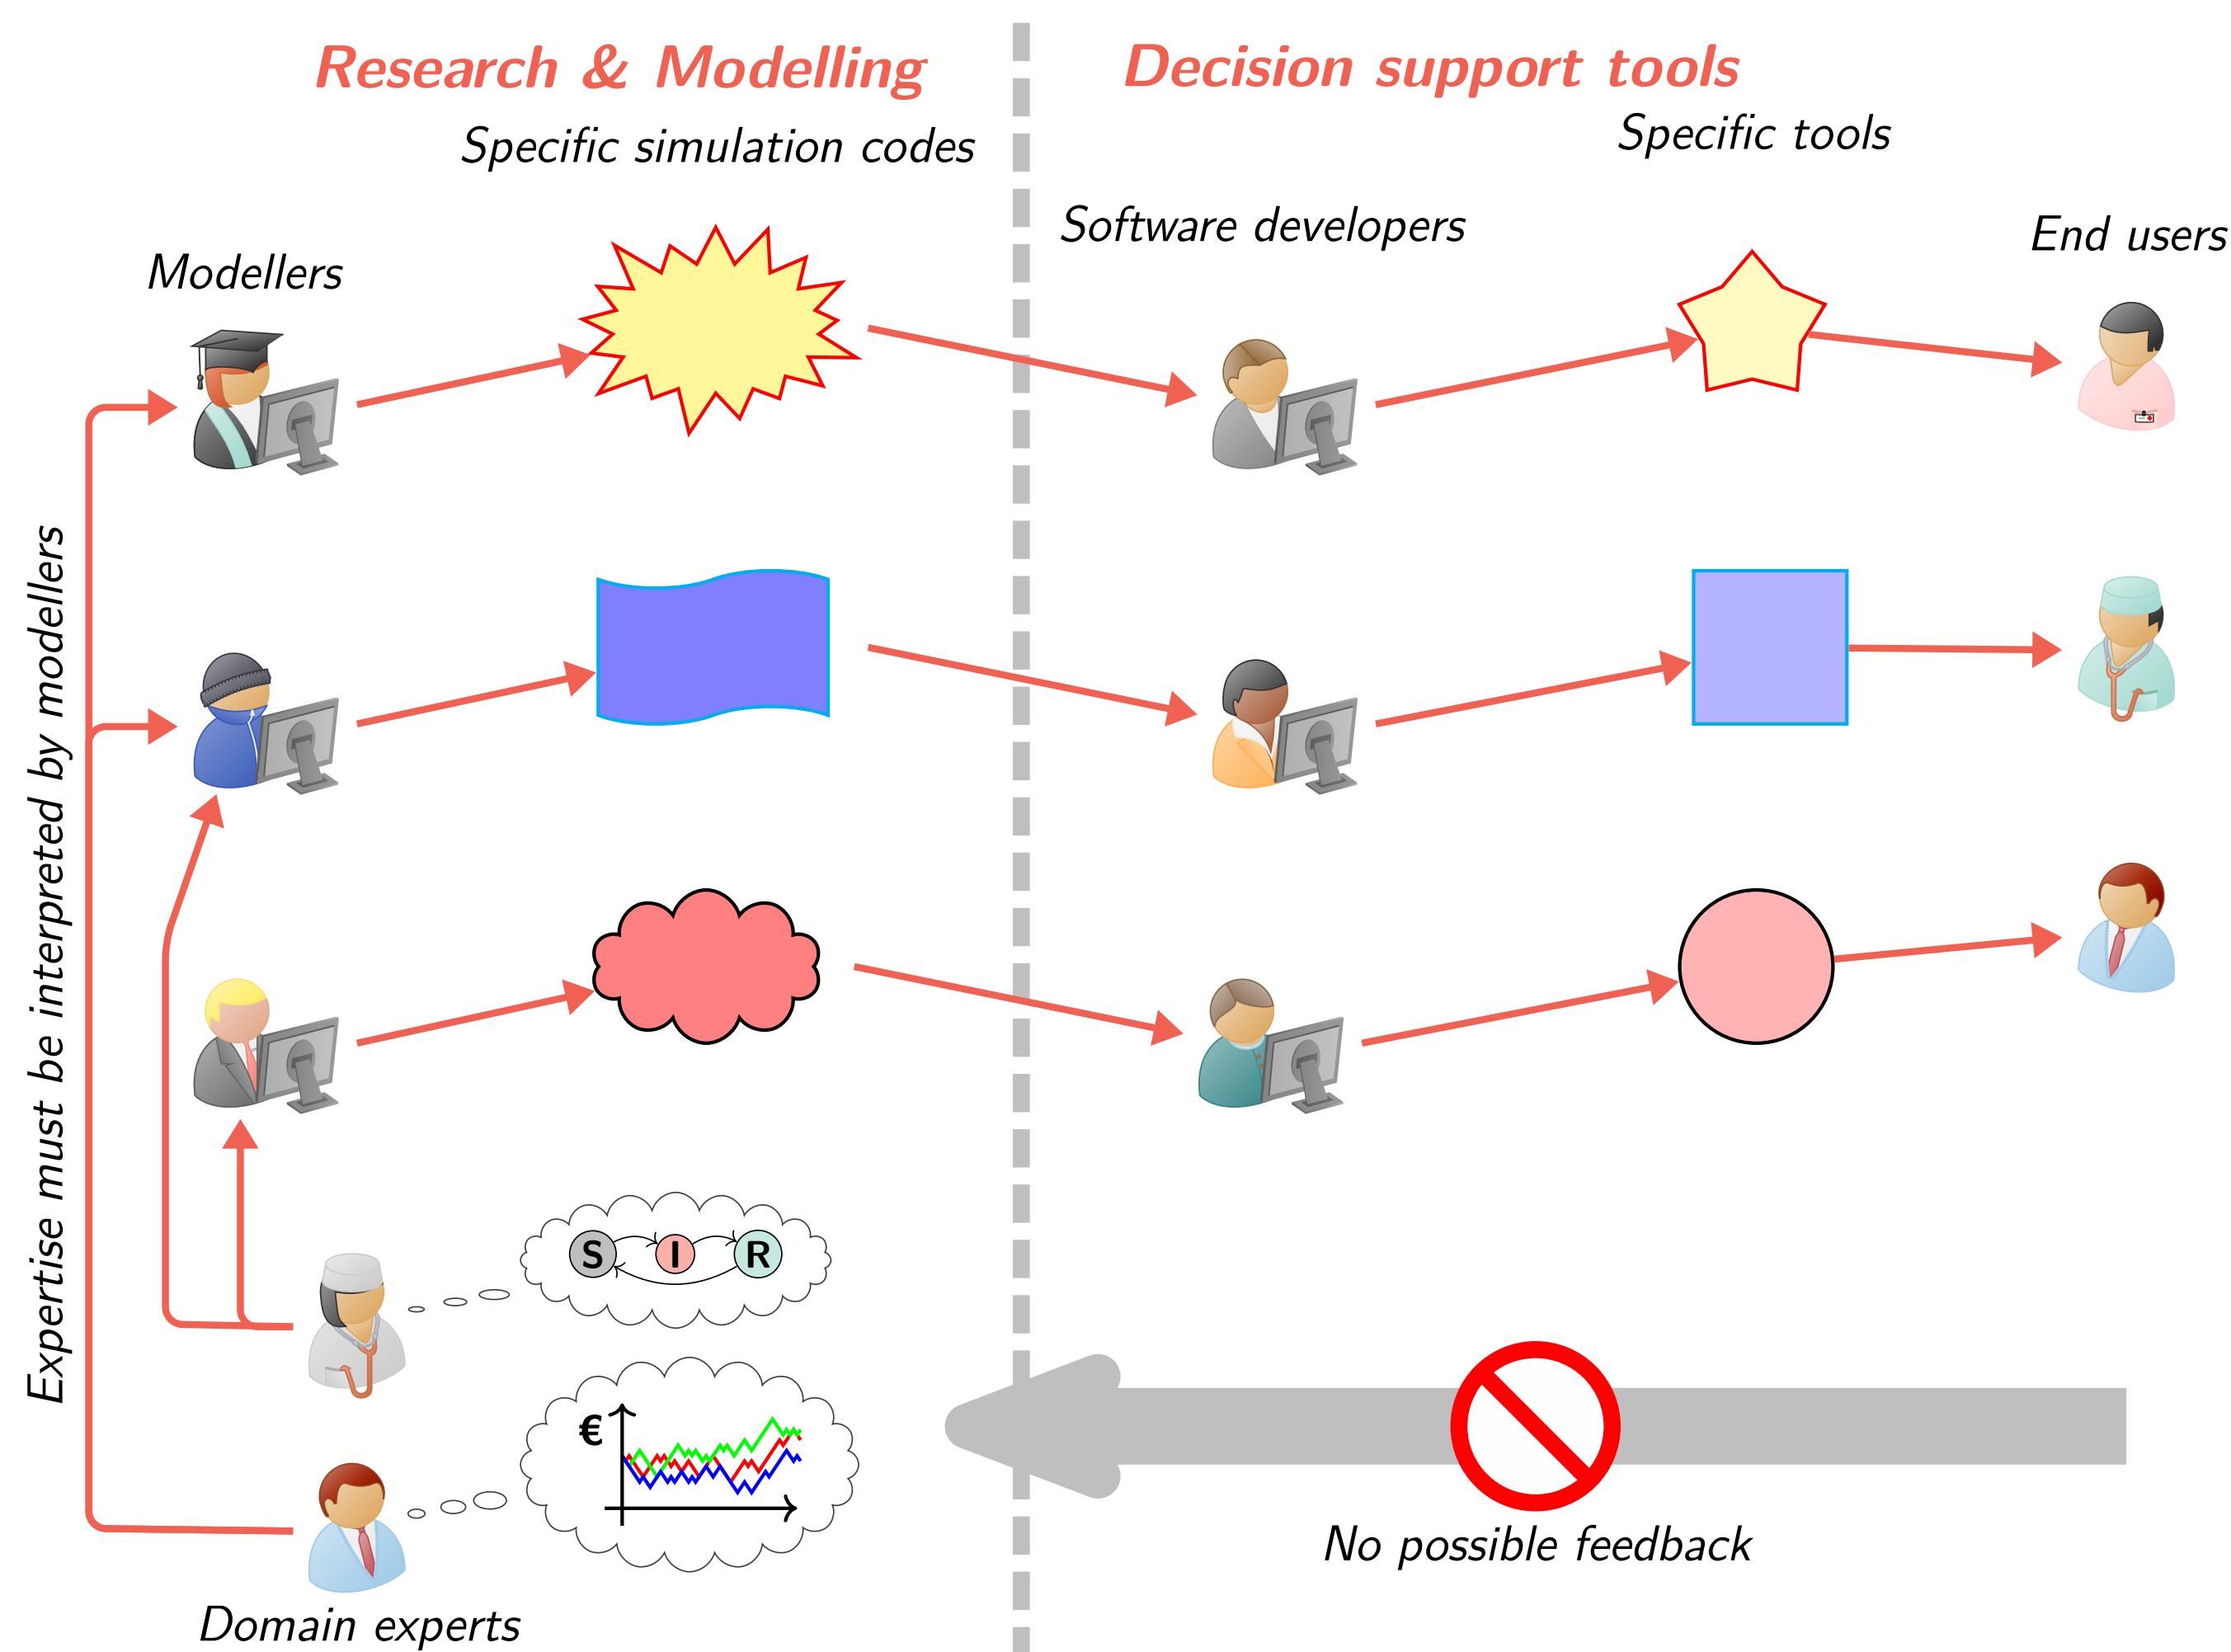 Research & Modelling
Decision support tools
Specific simulation codes
Specific tools
Software developers
End users
Modellers
Expertise must be interpreted by modellers
S I R
€
No possible feedback
Domain experts